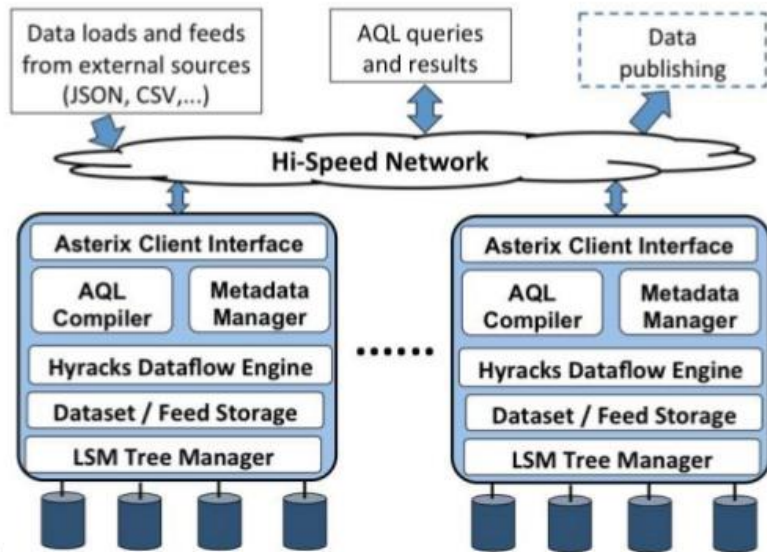 Data loads and feeds
from external sources
(JSON, CSV,...)
AQL queries
and results
Data
publishing
Hi-Speed Network
Asterix Client Interface
AQL
Compiler
Metadata
Manager
Hyracks Dataflow Engine
Dataset / Feed Storage
LSM Tree Manager
......
Asterix Client Interface
AQL
Compiler
Metadata
Manager
Hyracks Dataflow Engine
Dataset / Feed Storage
LSM Tree Manager